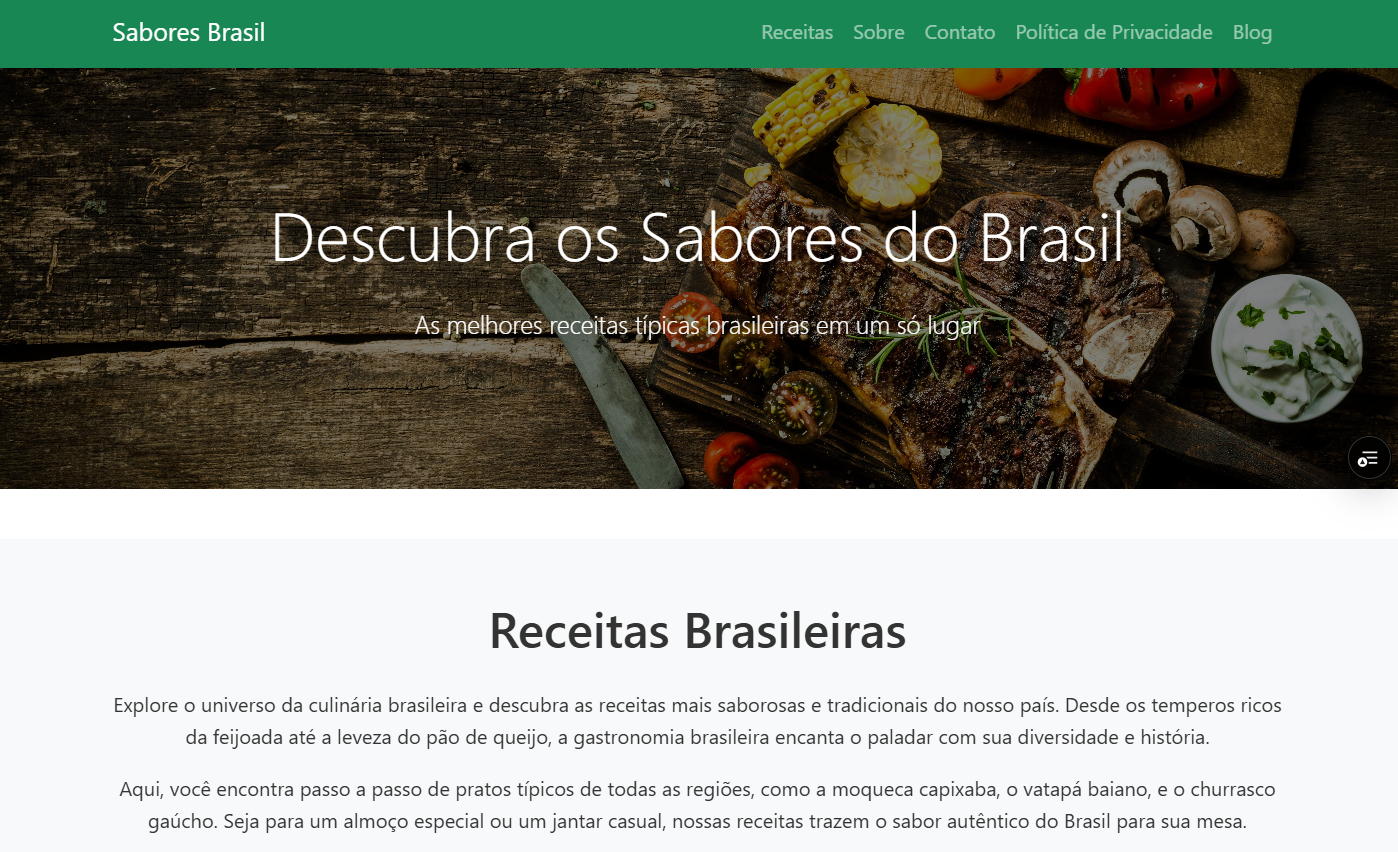 Sabores Brasil
Receitas Sobre Contato Política de Privacidade Blog
Descubra os Sabores do Brasil
As melhores receitas típicas brasileiras em um só lugar
Receitas Brasileiras
Explore o universo da culinária brasileira e descubra as receitas mais saborosas e tradicionais do nosso país. Desde os temperos ricos
da feijoada até a leveza do pão de queijo, a gastronomia brasileira encanta o paladar com sua diversidade e história.
Aqui, você encontra passo a passo de pratos típicos de todas as regiões, como a moqueca capixaba, o vatapá baiano, e o churrasco
gaúcho. Seja para um almoço especial ou um jantar casual, nossas receitas trazem o sabor autêntico do Brasil para sua mesa.